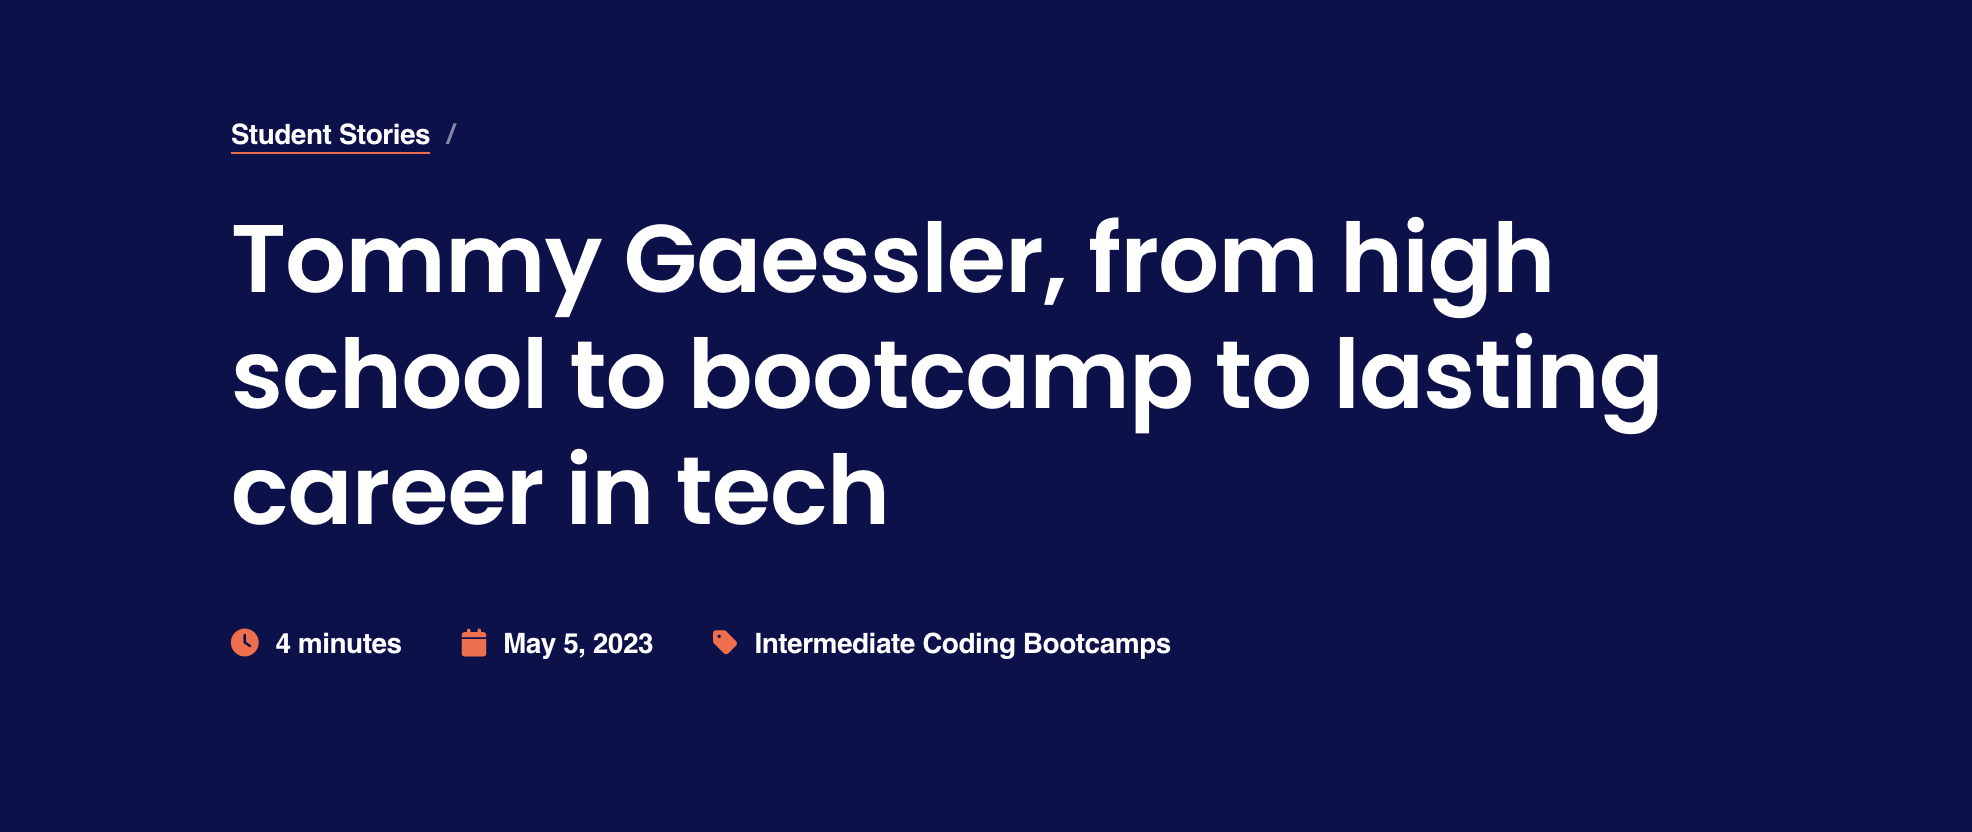 Student Stories /
Tommy Gaessler, from high
school to bootcamp to lasting
career in tech
4 minutes May 5, 2023 Intermediate Coding Bootcamps